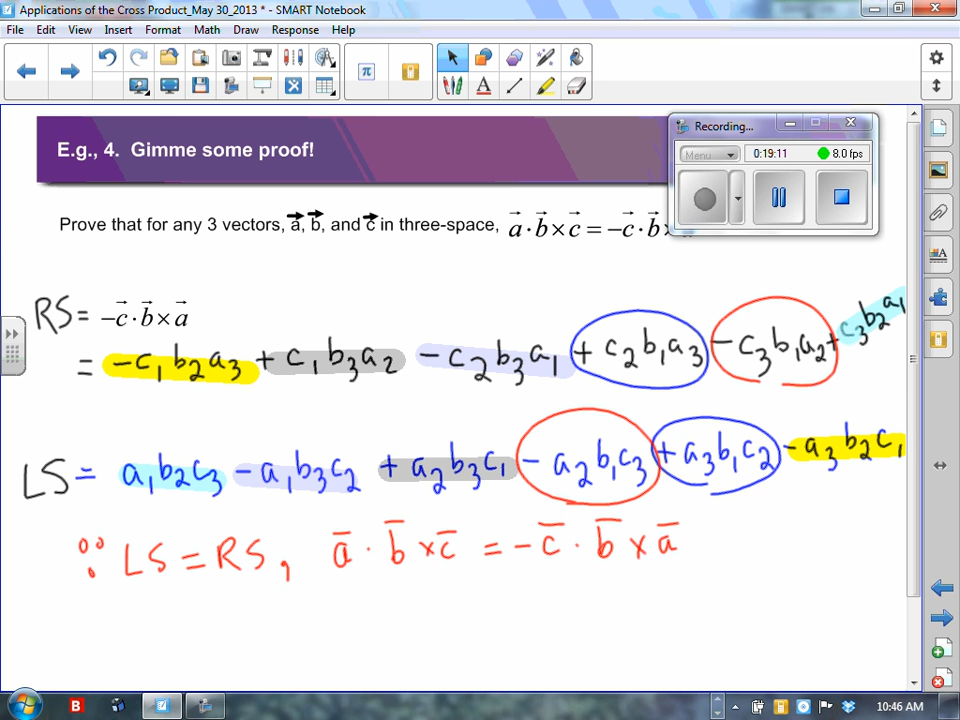 Applications of the Cross Product_May 30_2013 * - SMART Notebook
File Edit View Insert Format Math Draw Response Help
π
A
Recording...
Menu 0:19:11 8.0 fps
E.g., 4. Gimme some proof!
Prove that for any 3 vectors, a, b, and c in three-space, a · b × c = −c · b ×
RS = −c · b × a
= −c₁b₂a₃ + c₁b₃a₂ − c₂b₃a₁ + c₂b₁a₃ − c₃b₁a₂ + c₃b₂a₁
LS = a₁b₂c₃ − a₁b₃c₂ + a₂b₃c₁ − a₂b₁c₃ + a₃b₁c₂ − a₃b₂c₁
∵ LS = RS, a · b × c = −c · b × a
B
10:46 AM